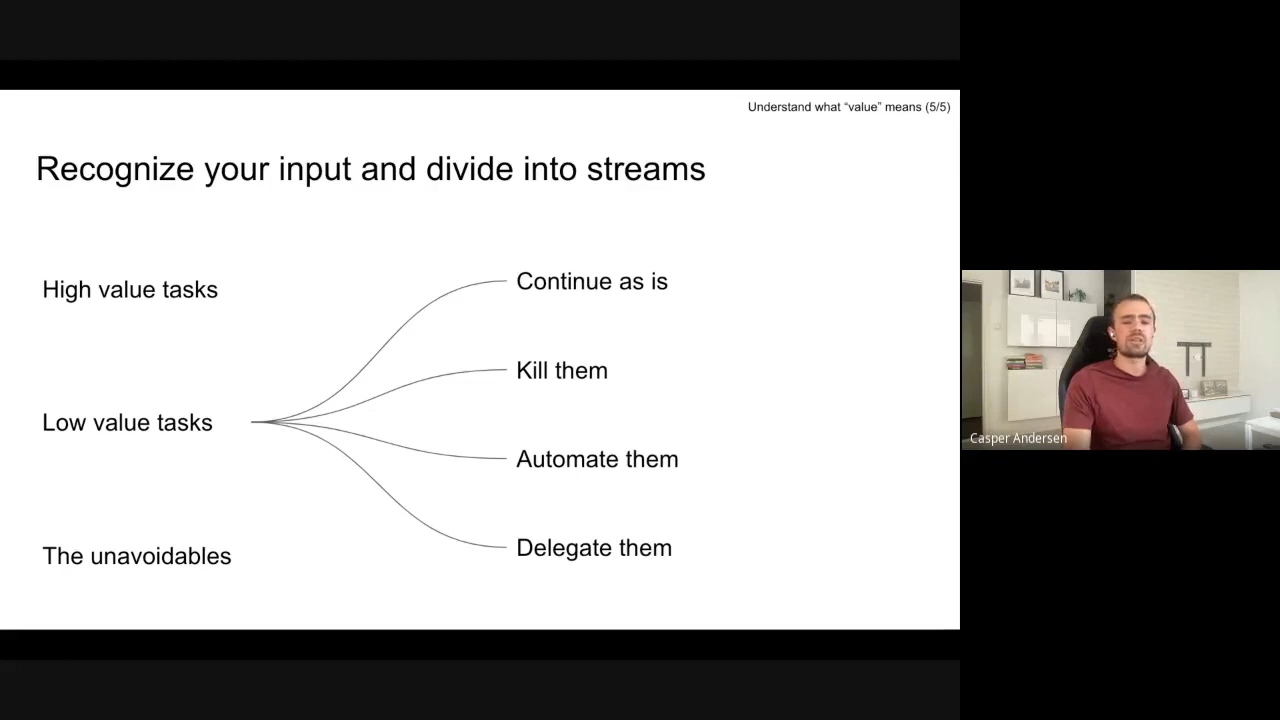 Understand what “value” means (5/5)
Recognize your input and divide into streams
High value tasks
Low value tasks
The unavoidables
Continue as is
Kill them
Automate them
Delegate them
Casper Andersen